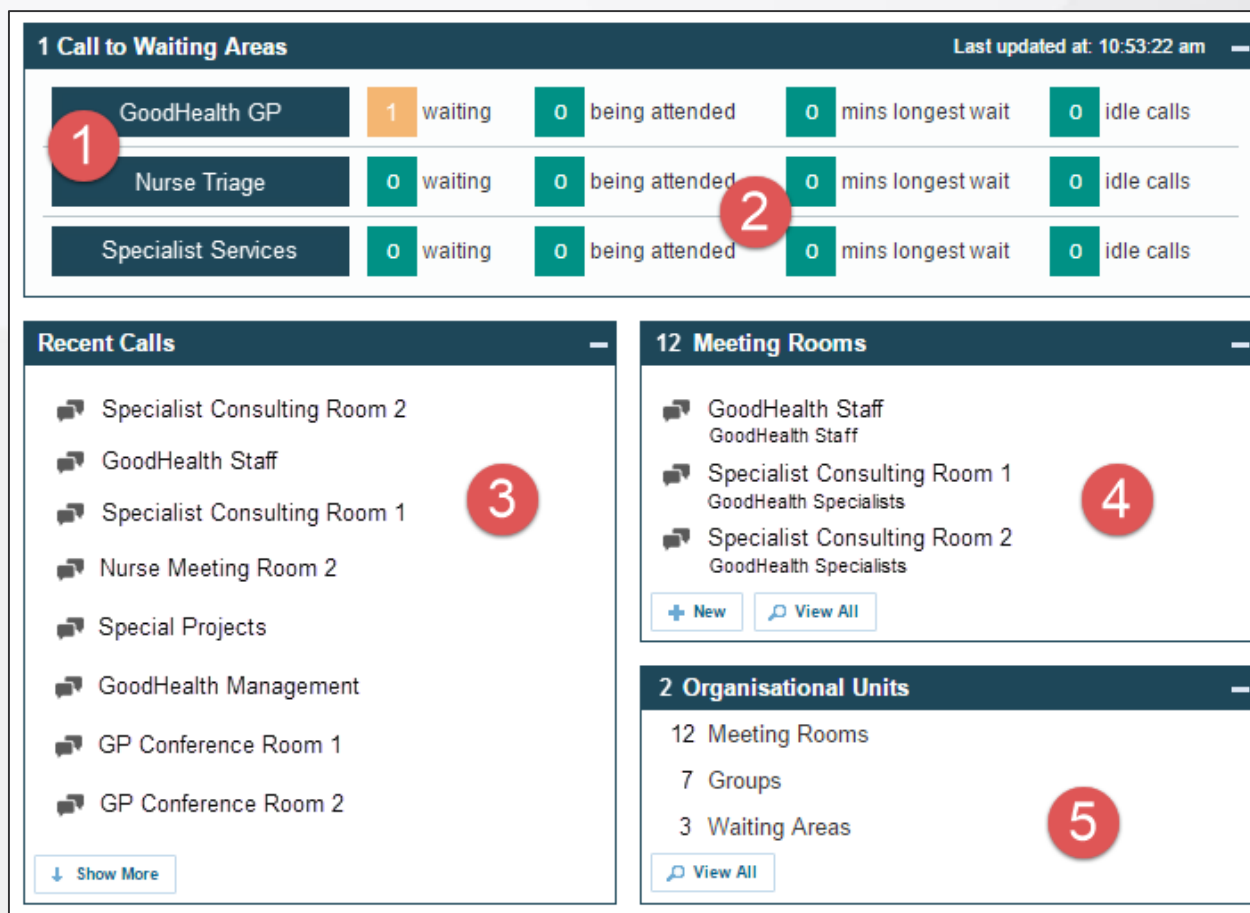 1 Call to Waiting Areas Last updated at: 10:53:22 am
GoodHealth GP 1 waiting 0 being attended 0 mins longest wait 0 idle calls
1
Nurse Triage 0 waiting 0 being attended 0 mins longest wait 0 idle calls
2
Specialist Services 0 waiting 0 being attended 0 mins longest wait 0 idle calls
Recent Calls
Specialist Consulting Room 2
GoodHealth Staff
3
Specialist Consulting Room 1
Nurse Meeting Room 2
Special Projects
GoodHealth Management
GP Conference Room 1
GP Conference Room 2
Show More
12 Meeting Rooms
GoodHealth Staff
GoodHealth Staff
Specialist Consulting Room 1
GoodHealth Specialists
4
Specialist Consulting Room 2
GoodHealth Specialists
New View All
2 Organisational Units
12 Meeting Rooms
7 Groups
3 Waiting Areas
5
View All